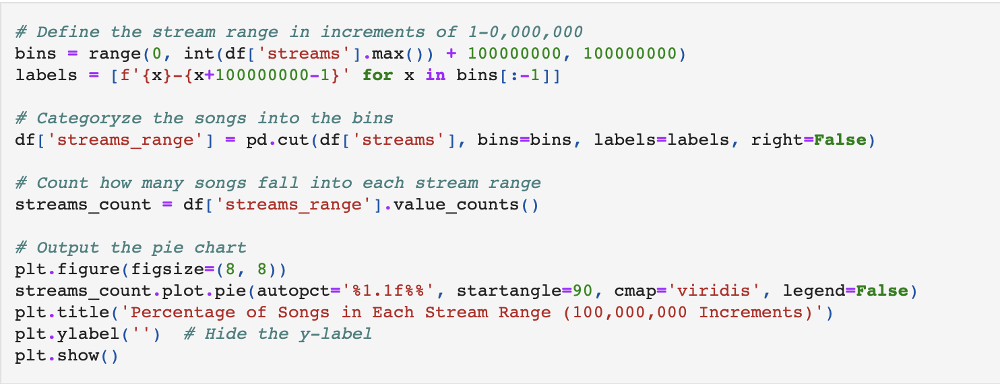 # Define the stream range in increments of 1-0,000,000
bins = range(0, int(df['streams'].max()) + 100000000, 100000000)
labels = [f'{x}-{x+100000000-1}' for x in bins[:-1]]
# Categoryze the songs into the bins
df['streams_range'] = pd.cut(df['streams'], bins=bins, labels=labels, right=False)
# Count how many songs fall into each stream range
streams_count = df['streams_range'].value_counts()
# Output the pie chart
plt.figure(figsize=(8, 8))
streams_count.plot.pie(autopct='%1.1f%%', startangle=90, cmap='viridis', legend=False)
plt.title('Percentage of Songs in Each Stream Range (100,000,000 Increments)')
plt.ylabel('')  # Hide the y-label
plt.show()